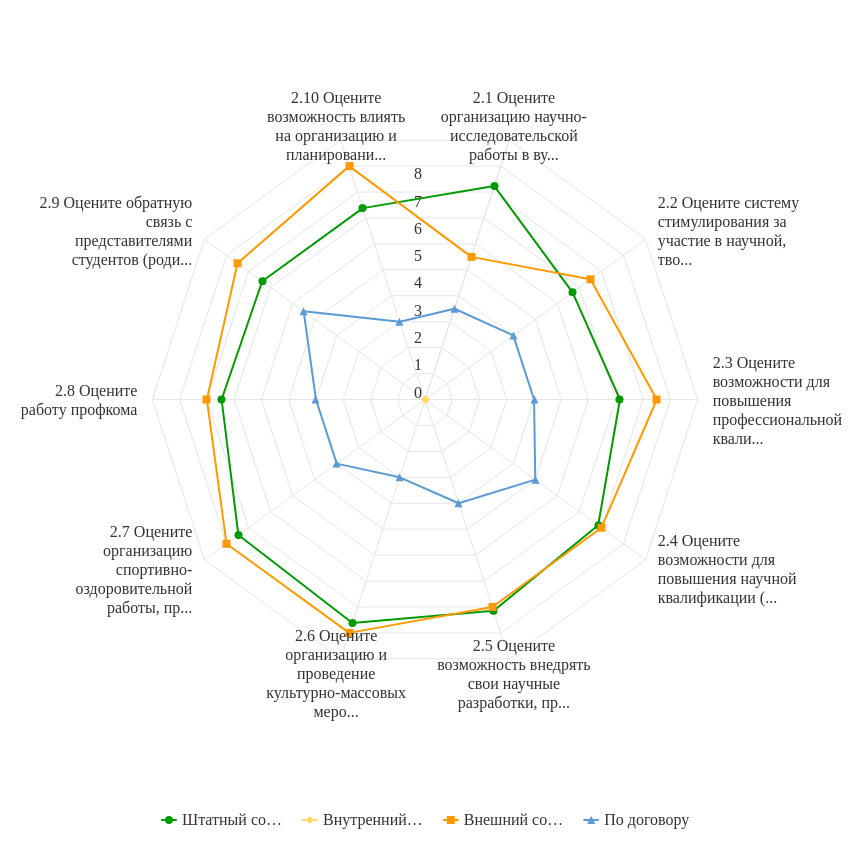 2.10 Оцените
возможность влиять
на организацию и
планировани...
2.1 Оцените
организацию научно-
исследовательской
работы в ву...
2.9 Оцените обратную
связь с
представителями
студентов (роди...
2.2 Оцените систему
стимулирования за
участие в научной,
тво...
8
7
6
5
4
3
2
1
0
2.8 Оцените
работу профкома
2.3 Оцените
возможности для
повышения
профессиональной
квали...
2.7 Оцените
организацию
спортивно-
оздоровительной
работы, пр...
2.4 Оцените
возможности для
повышения научной
квалификации (...
2.6 Оцените
организацию и
проведение
культурно-массовых
меро...
2.5 Оцените
возможность внедрять
свои научные
разработки, пр...
Штатный со… Внутренний… Внешний со… По договору